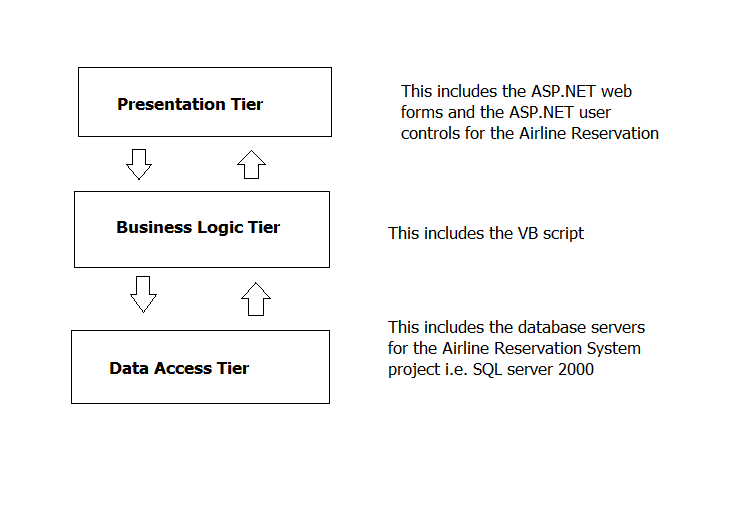 Presentation Tier
This includes the ASP.NET web
forms and the ASP.NET user
controls for the Airline Reservation
Business Logic Tier
This includes the VB script
Data Access Tier
This includes the database servers
for the Airline Reservation System
project i.e. SQL server 2000